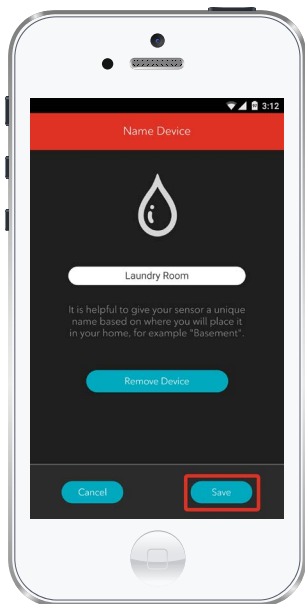 3:12
Name Device
Laundry Room
It is helpful to give your sensor a unique
name based on where you will place it
in your home, for example "Basement".
Remove Device
Cancel
Save